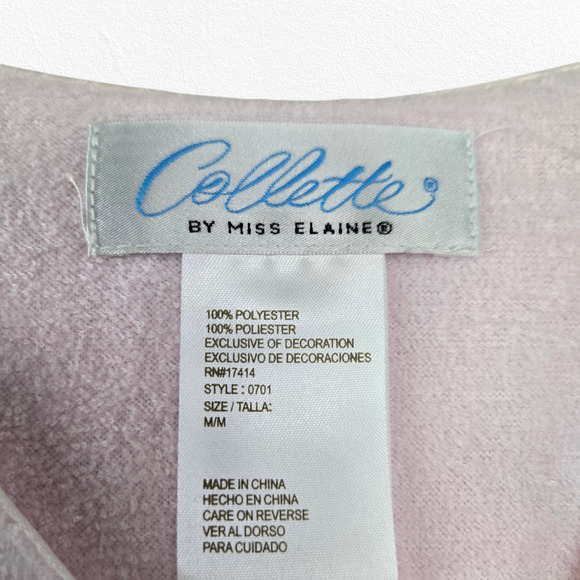 Collette®
BY MISS ELAINE®
100% POLYESTER
100% POLIESTER
EXCLUSIVE OF DECORATION
EXCLUSIVO DE DECORACIONES
RN#17414
STYLE : 0701
SIZE / TALLA:
M/M
MADE IN CHINA
HECHO EN CHINA
CARE ON REVERSE
VER AL DORSO
PARA CUIDADO